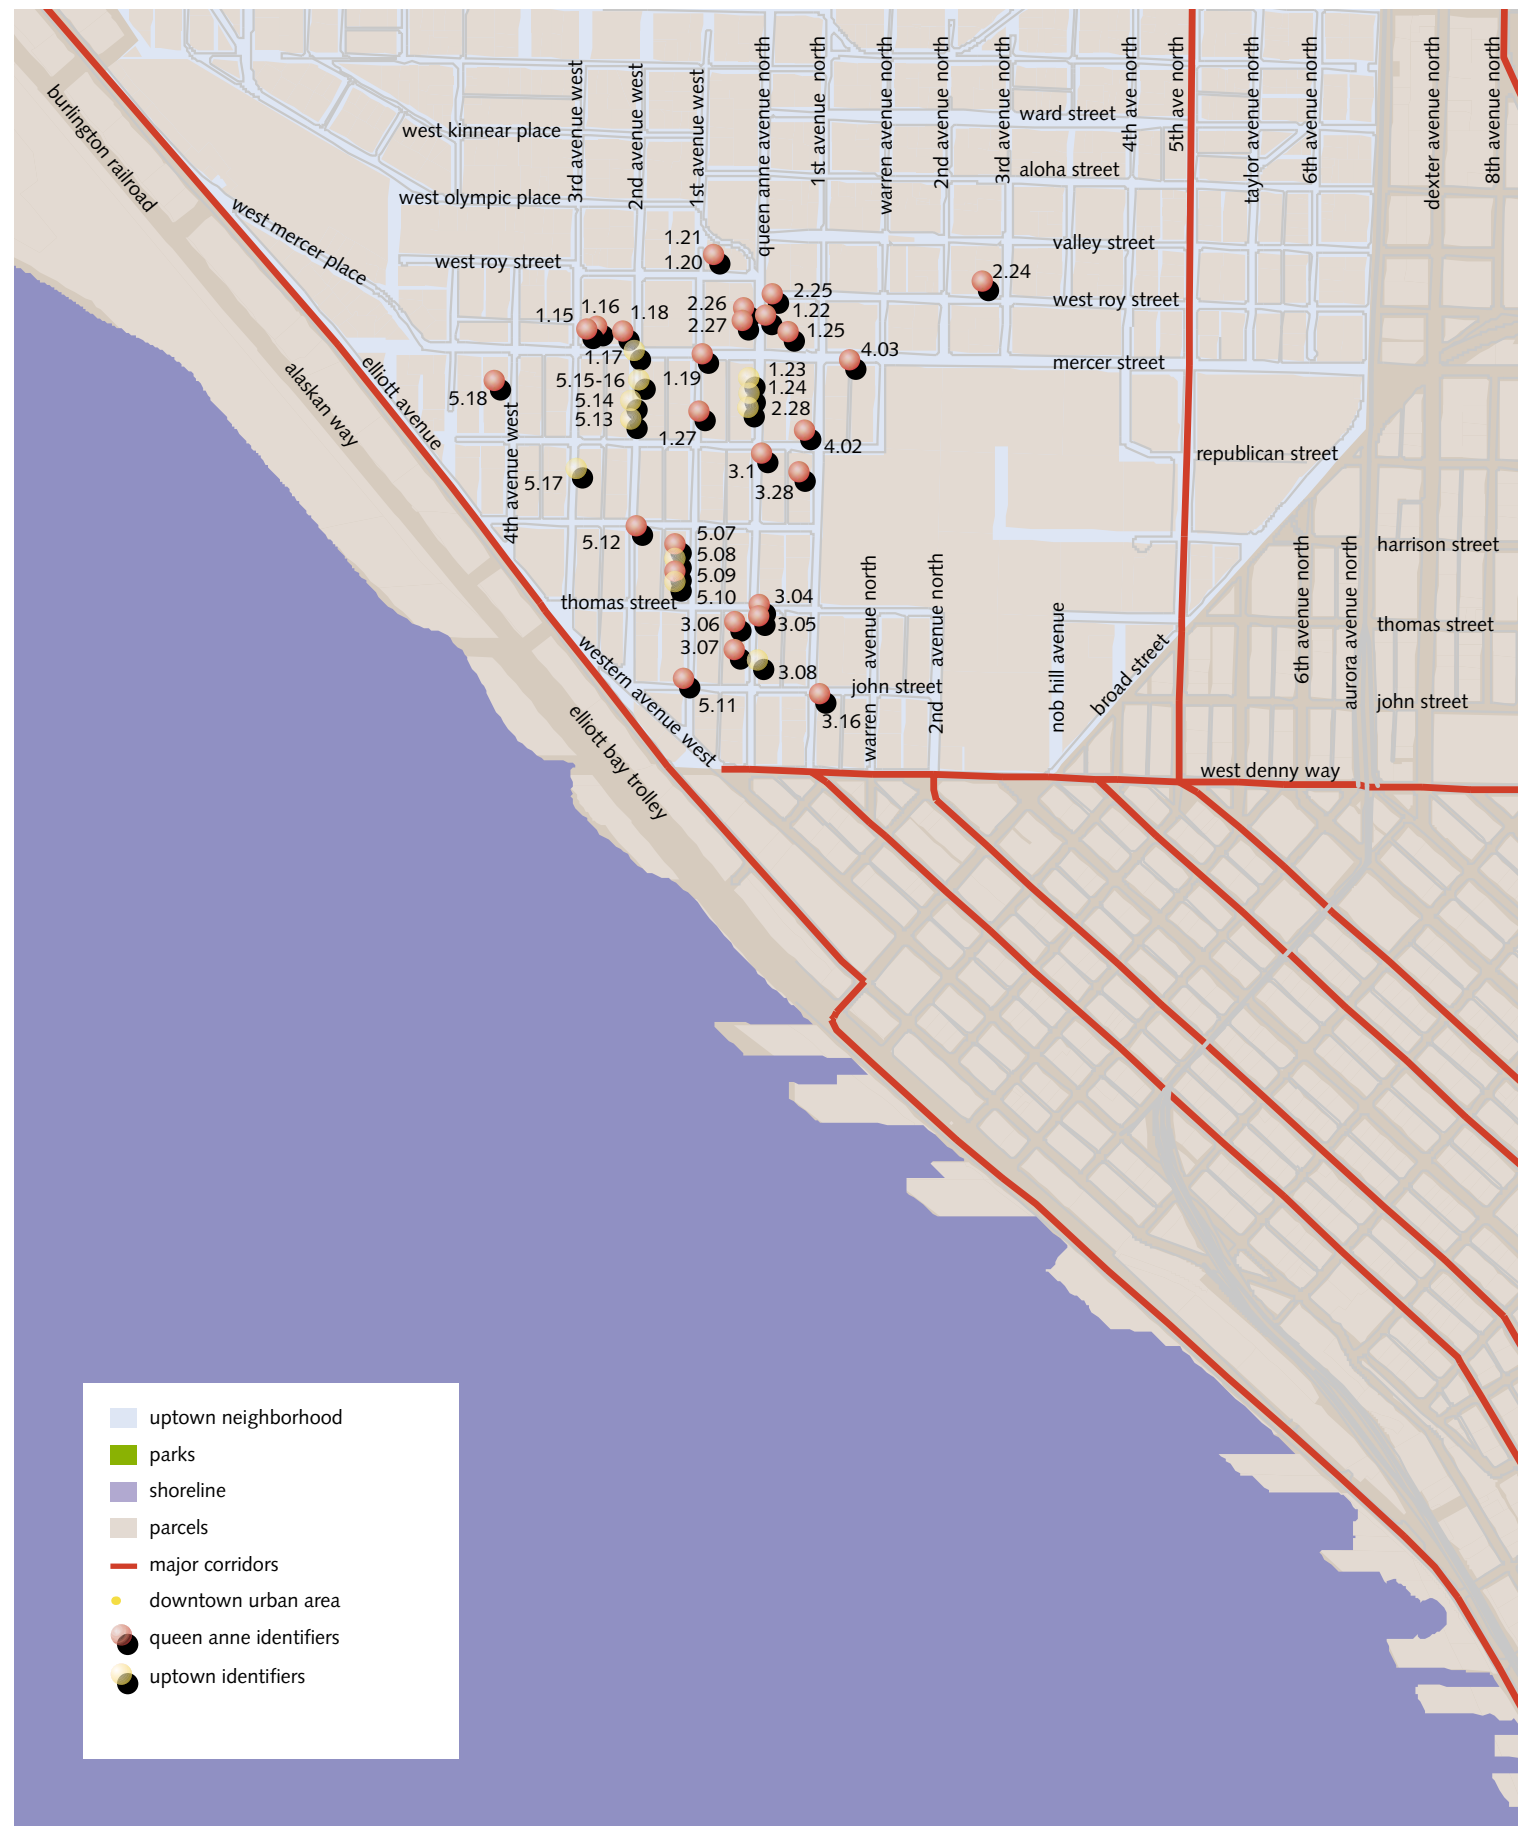 burlington railroad
west kinnear place
3rd avenue west
2nd avenue west
1st avenue west
queen anne avenue north
1st avenue north
warren avenue north
2nd avenue north
3rd avenue north
ward street
4th ave north
5th ave north
taylor avenue north
6th avenue north
dexter avenue north
8th avenue north
aloha street
west olympic place
west mercer place
valley street
west roy street
1.21
1.20
2.24
west roy street
1.15
1.16
1.18
2.26
2.27
2.25
1.22
1.25
4.03
mercer street
alaskan way
elliott avenue
1.17
5.15-16
1.19
1.23
1.24
2.28
5.18
5.14
5.13
1.27
4.02
4th avenue west
republican street
5.17
3.1
3.28
5.12
5.07
5.08
5.09
5.10
harrison street
thomas street
3.04
3.05
3.06
3.07
3.08
warren avenue north
2nd avenue north
nob hill avenue
broad street
6th avenue north
aurora avenue north
thomas street
western avenue west
5.11
john street
3.16
john street
elliott bay trolley
west denny way
uptown neighborhood
parks
shoreline
parcels
major corridors
downtown urban area
queen anne identifiers
uptown identifiers